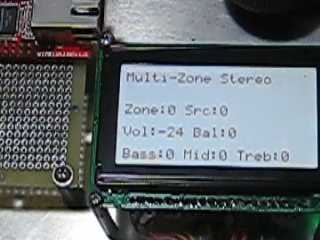 Multi-Zone Stereo
Zone:0 Src:0
Vol:-24 Bal:0
Bass:0 Mid:0 Treb:0